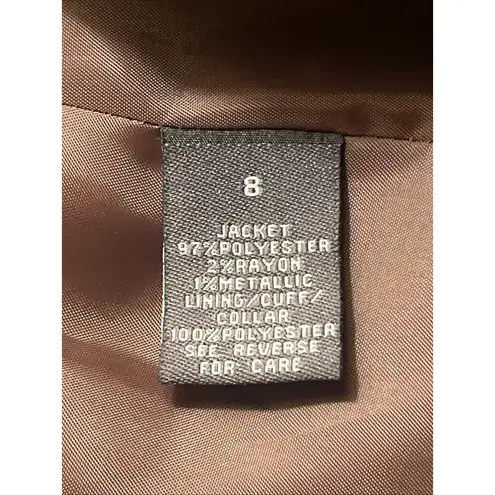 8
JACKET
97%POLYESTER
2%RAYON
1%METALLIC
LINING/CUFF/
COLLAR
100%POLYESTER
SEE REVERSE
FOR CARE